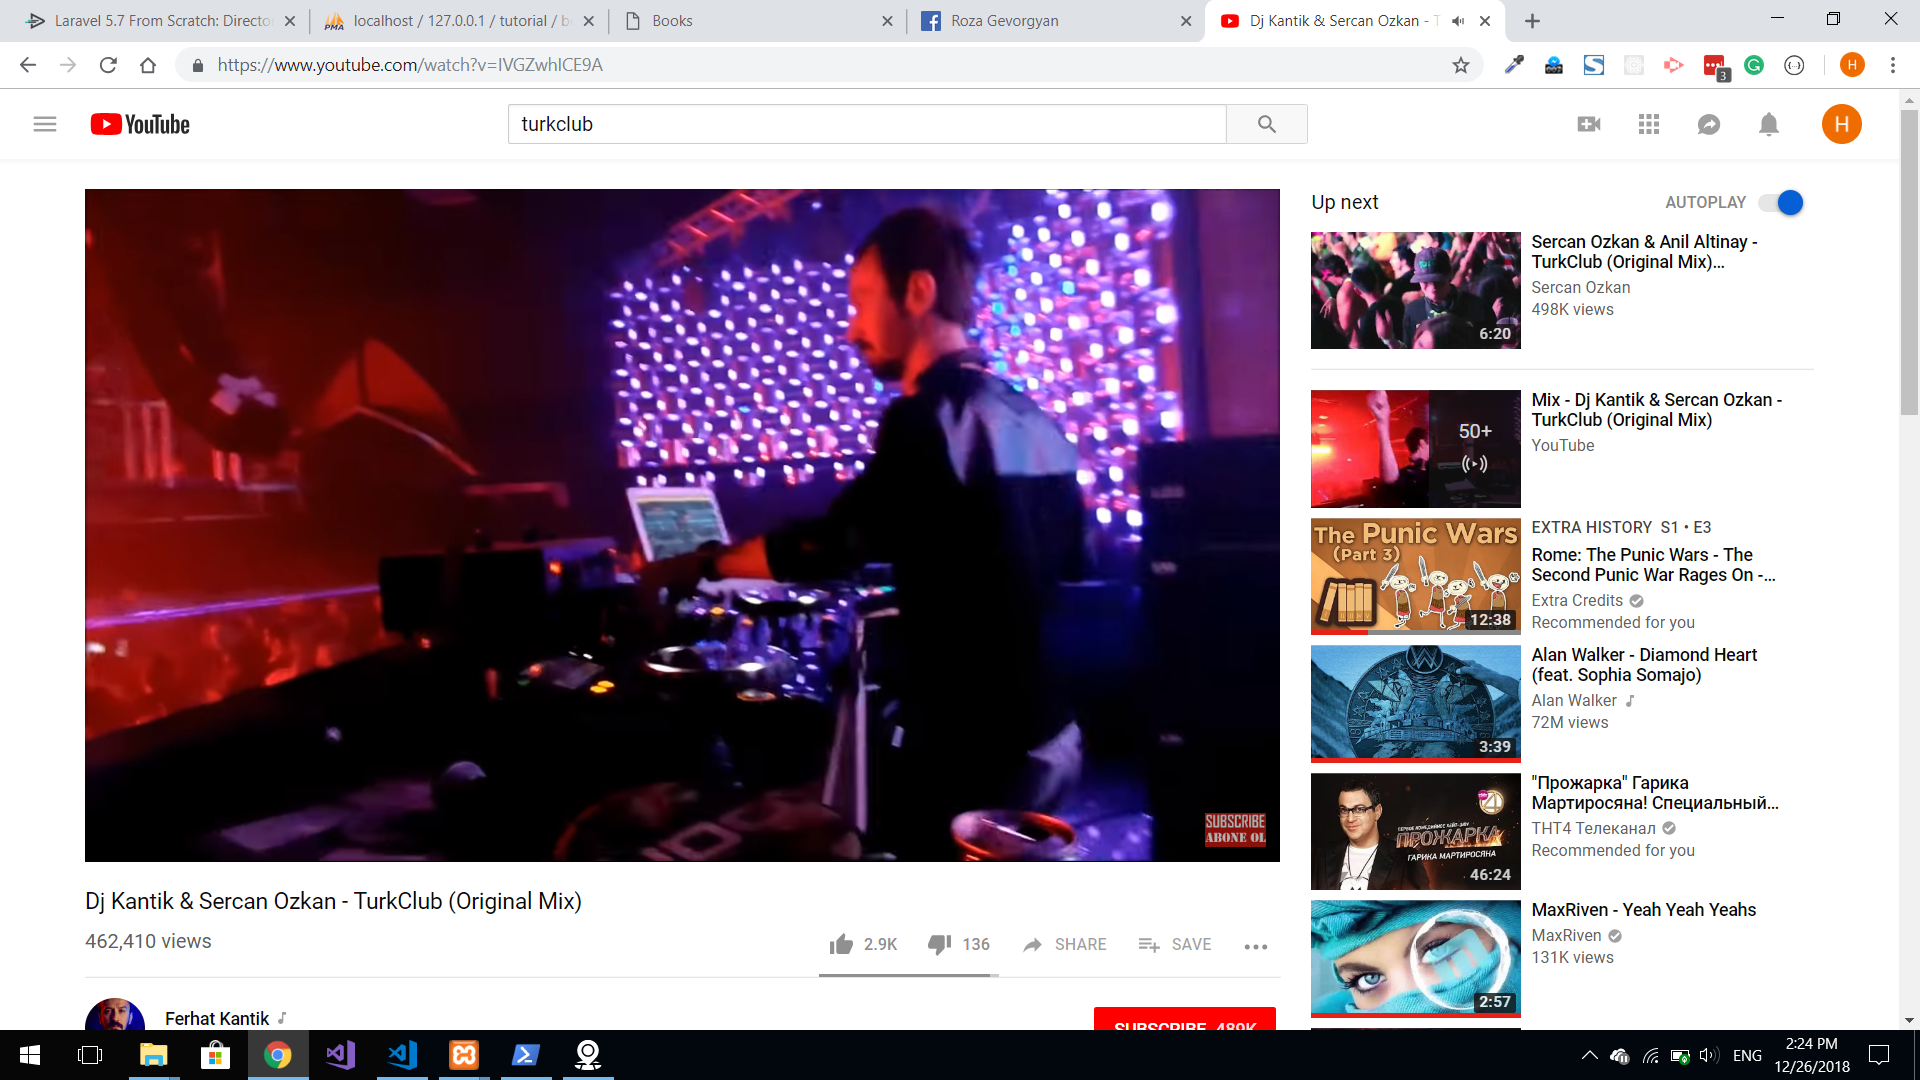 Laravel 5.7 From Scratch: Directo
localhost / 127.0.0.1 / tutorial / b
Books
Roza Gevorgyan
Dj Kantik & Sercan Ozkan - T
https://www.youtube.com/watch?v=IVGZwhICE9A
3
H
YouTube
turkclub
H
Up next
AUTOPLAY
6:20
Sercan Ozkan & Anil Altinay -
TurkClub (Original Mix)...
Sercan Ozkan
498K views
50+
Mix - Dj Kantik & Sercan Ozkan -
TurkClub (Original Mix)
YouTube
The Punic Wars
(Part 3)
12:38
EXTRA HISTORY S1 • E3
Rome: The Punic Wars - The
Second Punic War Rages On -...
Extra Credits
Recommended for you
3:39
Alan Walker - Diamond Heart
(feat. Sophia Somajo)
Alan Walker
72M views
ПРОЖАРКА
ГАРИКА МАРТИРОСЯНА
46:24
"Прожарка" Гарика
Мартиросяна! Специальный...
ТНТ4 Телеканал
Recommended for you
2:57
MaxRiven - Yeah Yeah Yeahs
MaxRiven
131K views
SUBSCRIBE
ABONE OL
Dj Kantik & Sercan Ozkan - TurkClub (Original Mix)
462,410 views
2.9K
136
SHARE
SAVE
Ferhat Kantik
SUBSCRIBE 489K
ENG
2:24 PM
12/26/2018